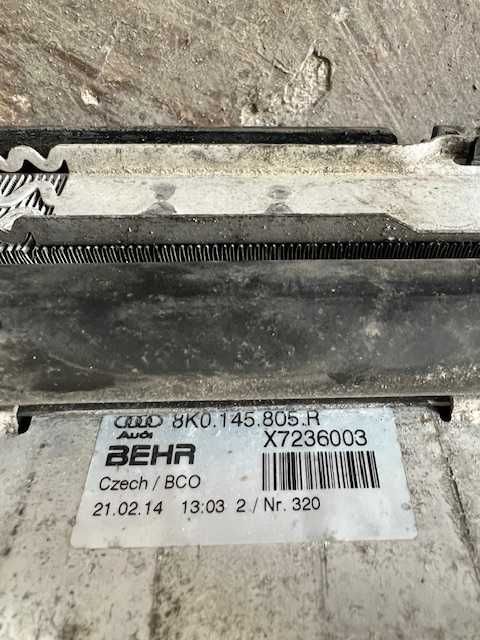 8K0.145.805.R
Audi
X7236003
BEHR
Czech / BCO
21.02.14 13:03 2 / Nr. 320